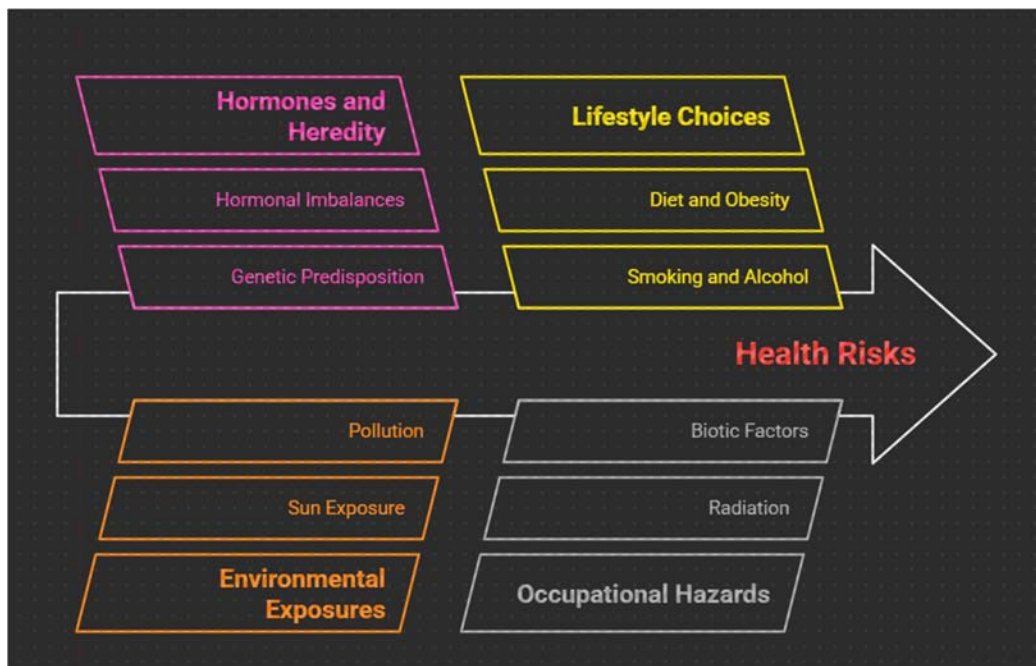 Hormones and
Heredity
Hormonal Imbalances
Genetic Predisposition
Lifestyle Choices
Diet and Obesity
Smoking and Alcohol
Health Risks
Pollution
Sun Exposure
Environmental
Exposures
Biotic Factors
Radiation
Occupational Hazards